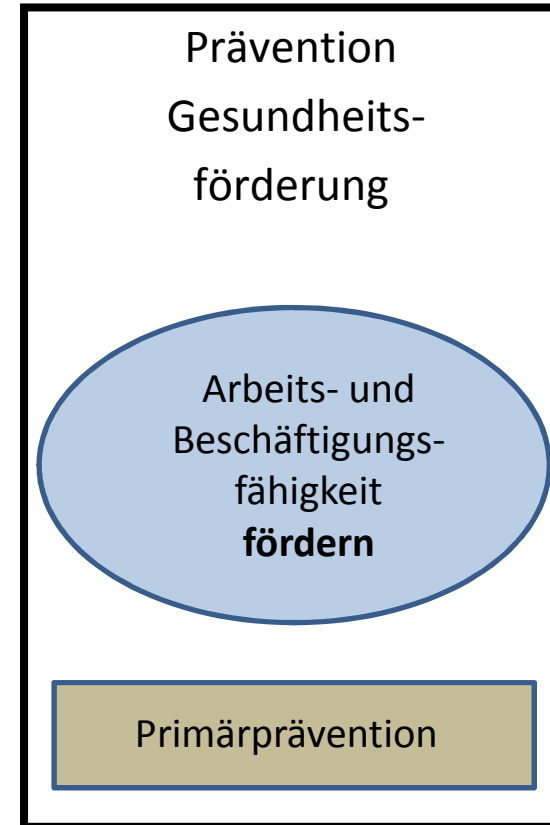 Prävention
Gesundheits-
förderung
Arbeits- und
Beschäftigungs-
fähigkeit
fördern
Primärprävention